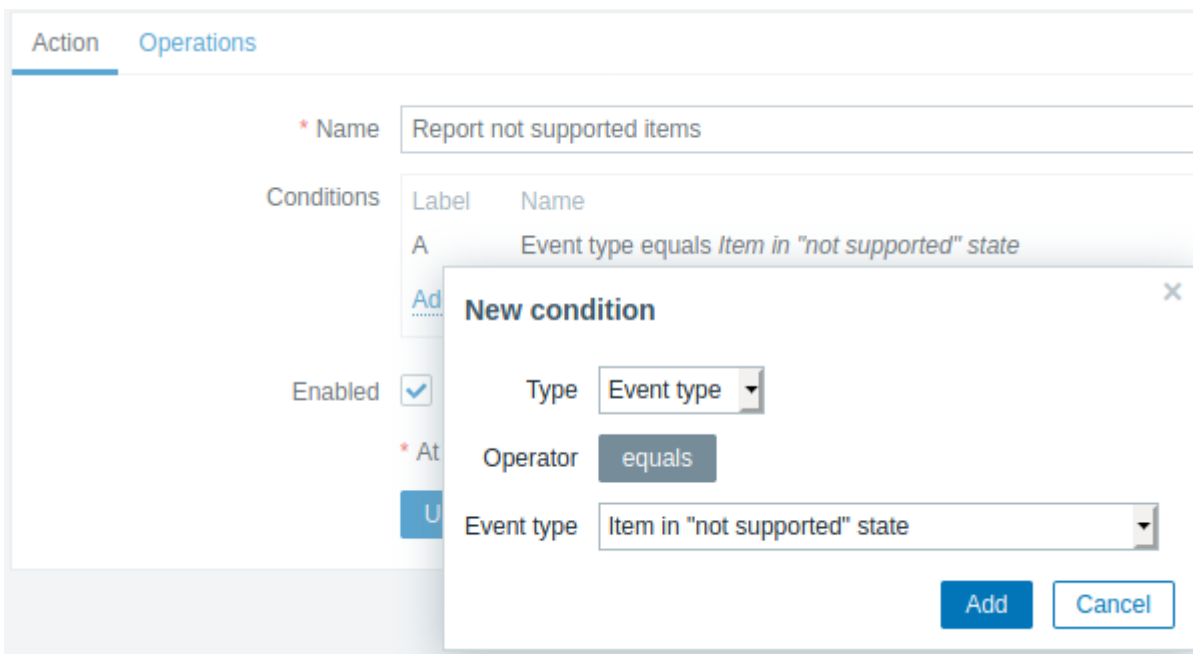 Action Operations
* Name Report not supported items
Conditions Label Name
A Event type equals Item in "not supported" state
Ad
New condition
×
Type Event type
Enabled
Operator equals
* At
U
Event type Item in "not supported" state
Add Cancel